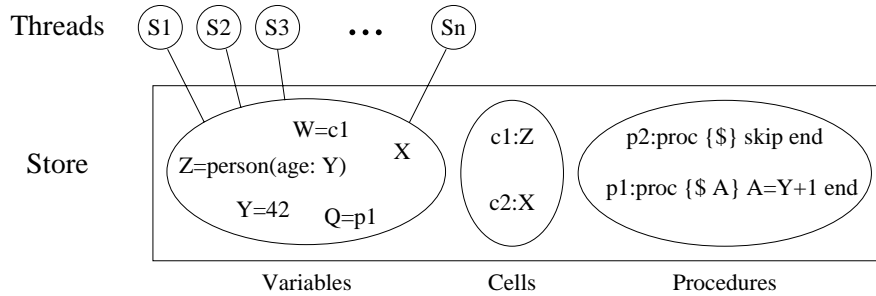 Threads S1 S2 S3 ... Sn
W=c1
X
c1:Z
p2:proc {$} skip end
Store
Z=person(age: Y)
p1:proc {$ A} A=Y+1 end
c2:X
Y=42
Q=p1
Variables Cells Procedures